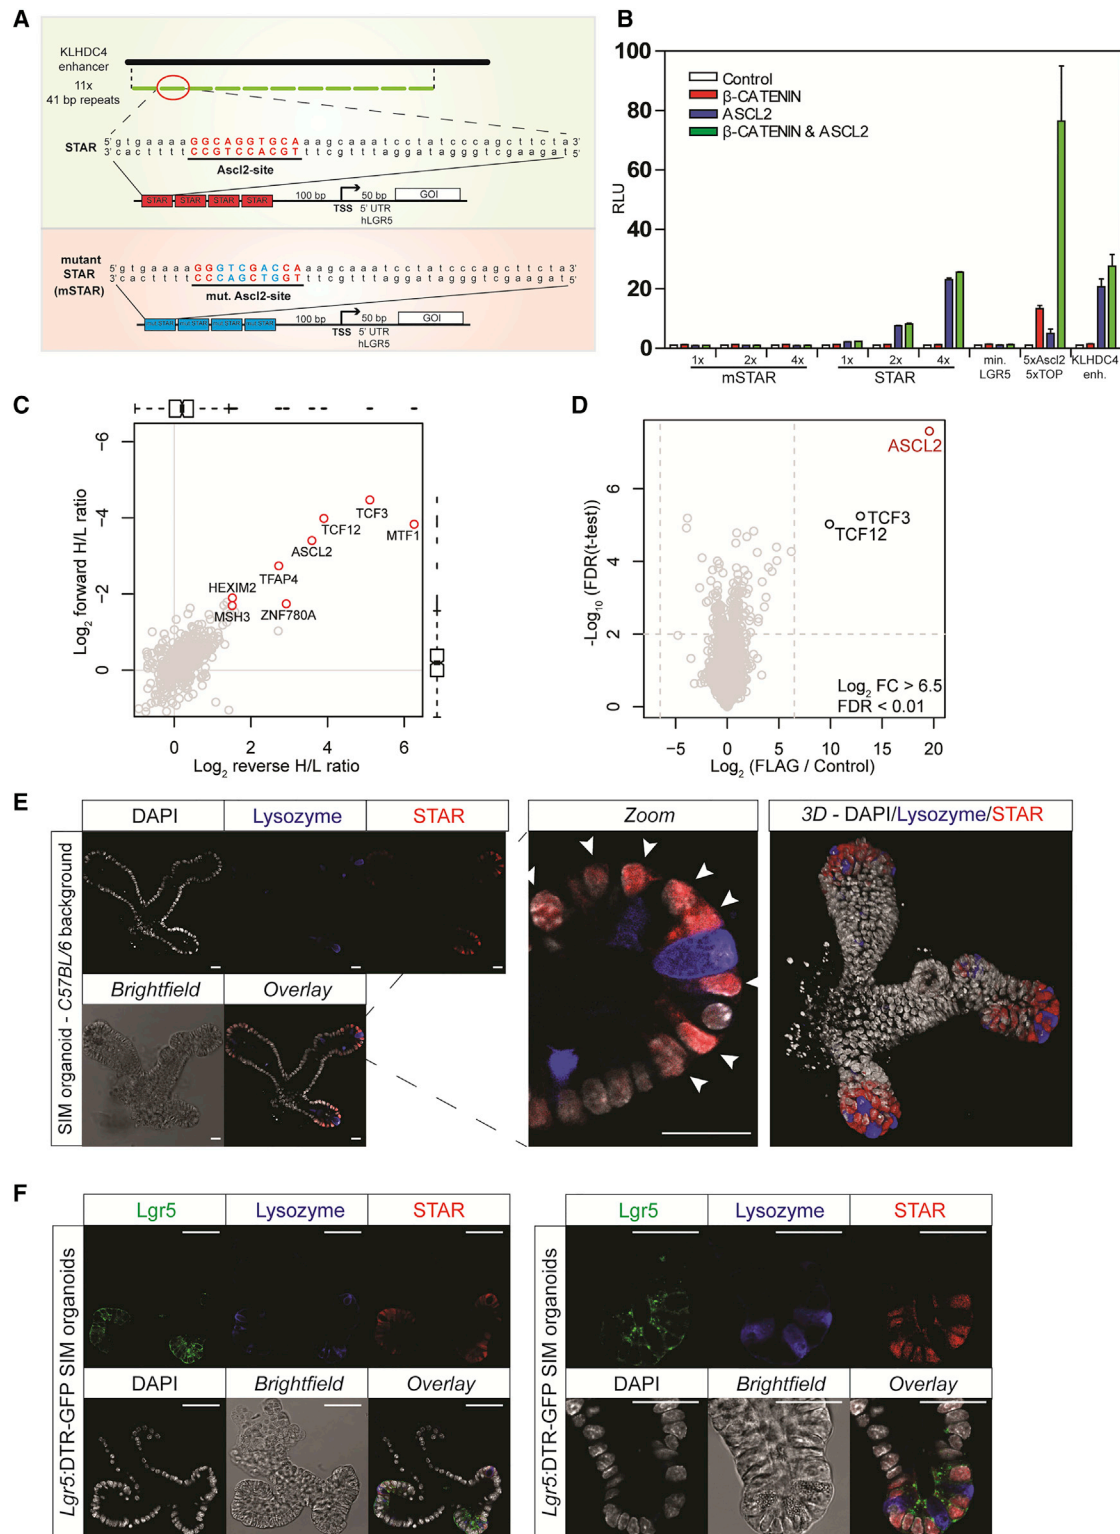 A
KLHDC4
enhancer
11x
41 bp repeats
STAR
5' g t g a a a a G G C A G G T G C A a a g c a a t c c t a t c c c a g c t t c t a 3'
3' c a c t t t t C C G T C C A C G T t t c g t t a g g a t a g g g t c g a a g a t 5'
Ascl2-site
STAR STAR STAR STAR
100 bp
TSS
50 bp
5' UTR
hLGR5
GOI
mutant
STAR
(mSTAR)
5' g t g a a a a G G G T C G A C C A a a g c a a t c c t a t c c c a g c t t c t a 3'
3' c a c t t t t C C C A G C T G G T t t c g t t a g g a t a g g g t c g a a g a t 5'
mut. Ascl2-site
100 bp
TSS
50 bp
5' UTR
hLGR5
GOI
B
RLU
100
80
60
40
20
0
Control
β-CATENIN
ASCL2
β-CATENIN & ASCL2
1x 2x 4x 1x 2x 4x
mSTAR STAR
min.
LGR5
5xAscl2
5xTOP
KLHDC4
enh.
C
Log2 forward H/L ratio
-6
-4
-2
0
TCF3
TCF12
MTF1
ASCL2
TFAP4
HEXIM2
MSH3
ZNF780A
0 2 4 6
Log2 reverse H/L ratio
D
-Log10 (FDR(t-test))
6
4
2
0
ASCL2
TCF3
TCF12
Log2 FC > 6.5
FDR < 0.01
−5 0 5 10 15 20
Log2 (FLAG / Control)
E
SIM organoid - C57BL/6 background
DAPI Lysozyme STAR
Brightfield Overlay
Zoom
3D - DAPI/Lysozyme/STAR
F
Lgr5:DTR-GFP SIM organoids
Lgr5 Lysozyme STAR
DAPI Brightfield Overlay
Lgr5:DTR-GFP SIM organoids
Lgr5 Lysozyme STAR
DAPI Brightfield Overlay